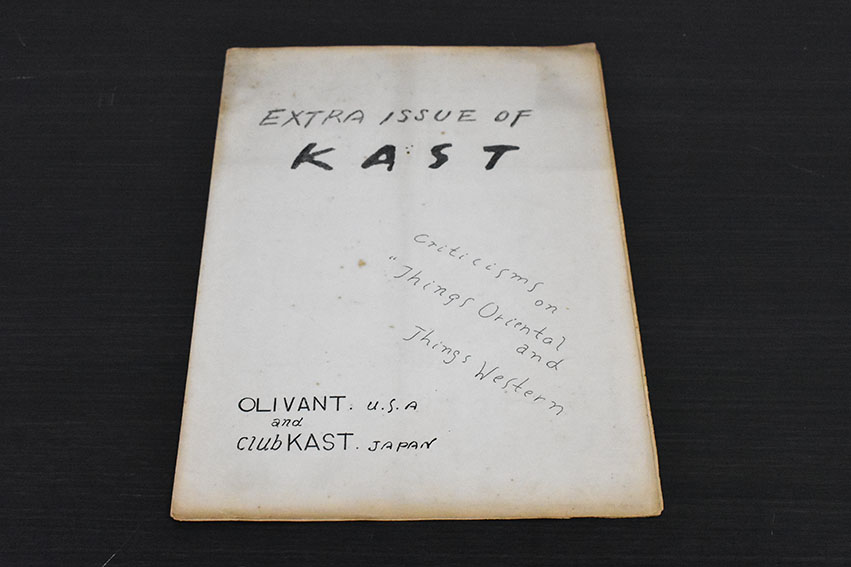 EXTRA ISSUE OF
KAST
criticisms
on
"Things Oriental
and
Things Western
OLIVANT. U.S.A
and
club KAST. JAPAN